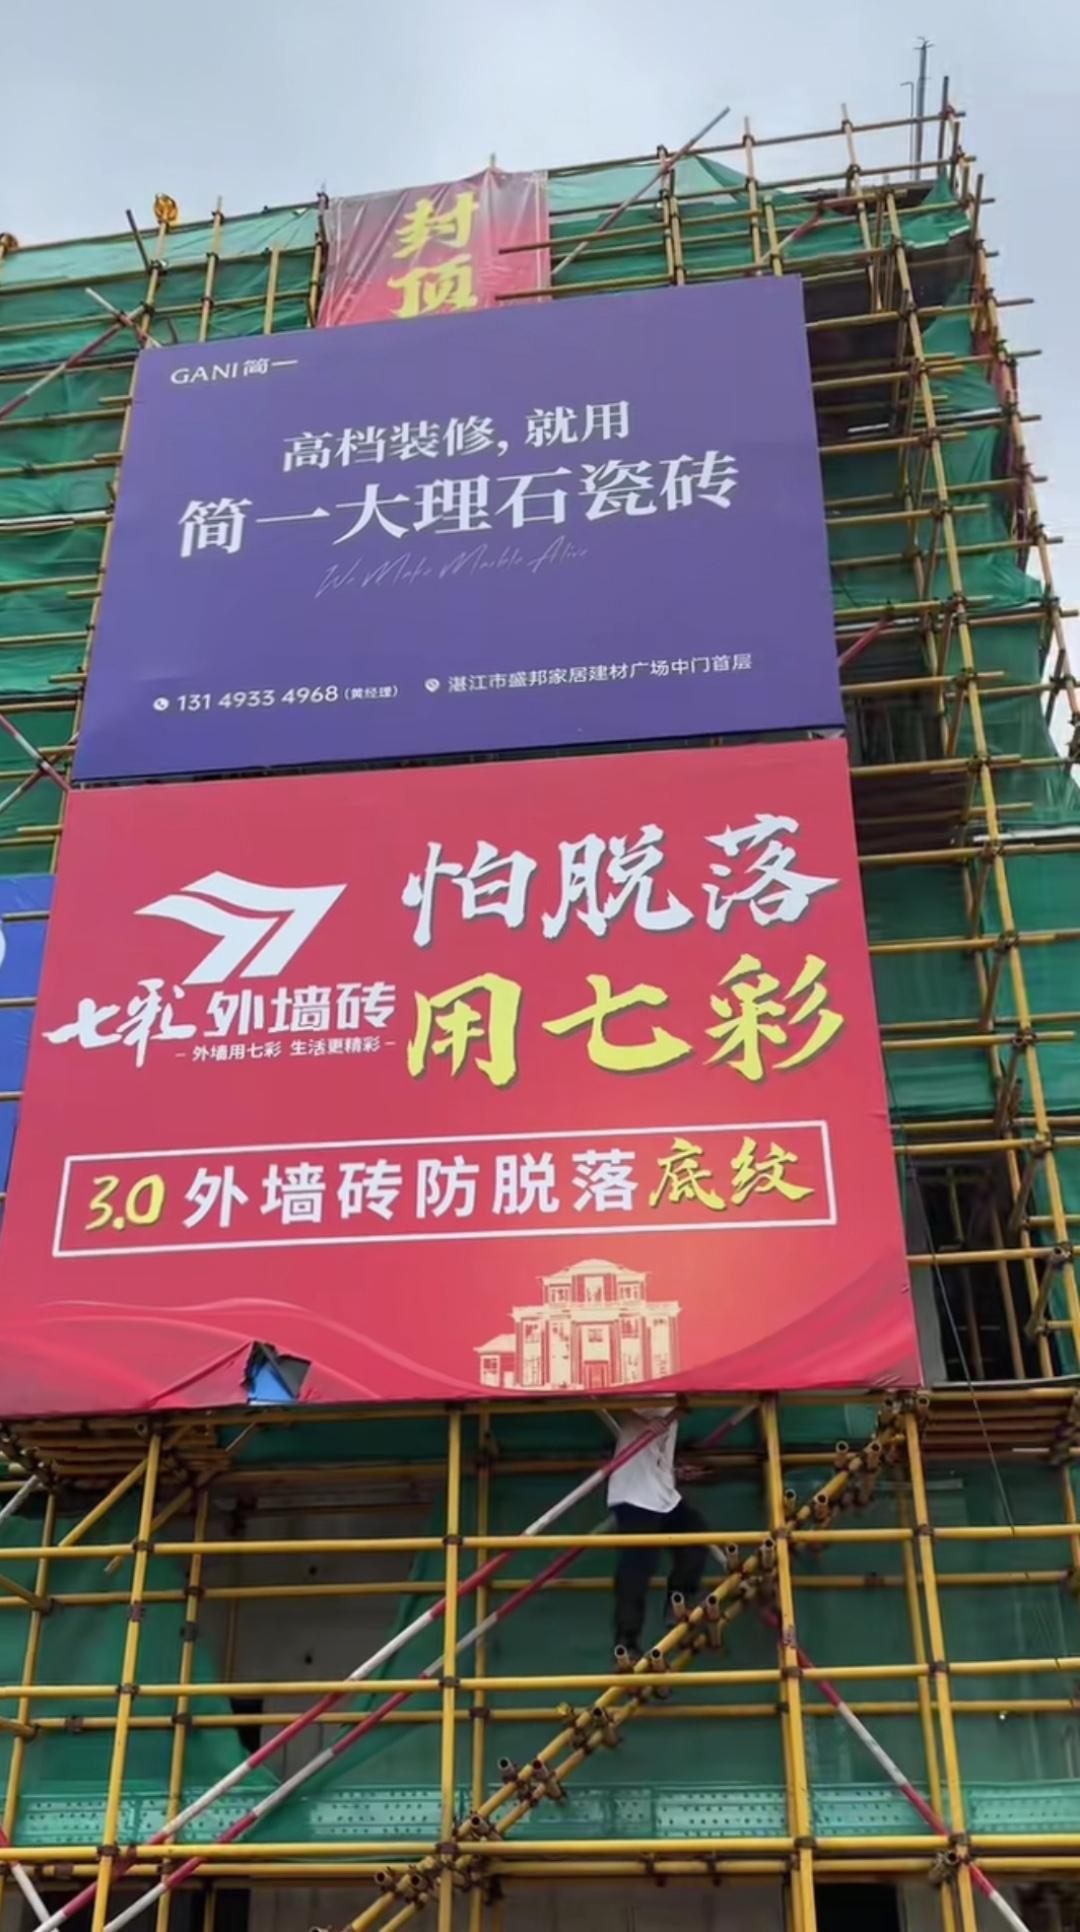 封
顶
GANI 简一
高档装修,就用
简一大理石瓷砖
We Make Marble Alive
131 4933 4968 (黄经理) 湛江市盛邦家居建材广场中门首层
怕脱落
用七彩
七彩外墙砖
- 外墙用七彩 生活更精彩 -
3.0外墙砖防脱落底纹